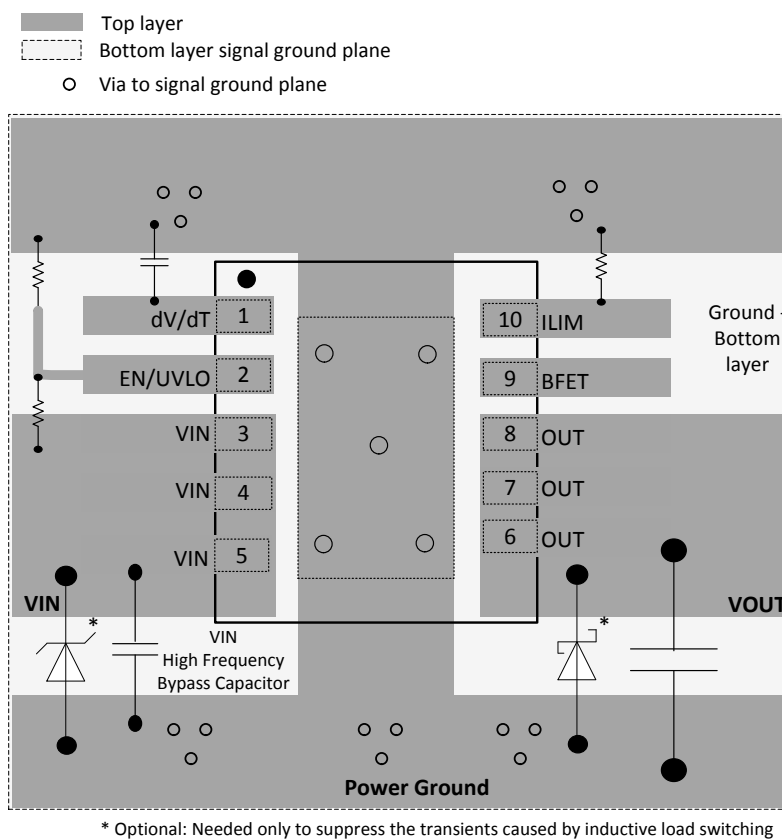 Top layer
Bottom layer signal ground plane
Via to signal ground plane
dV/dT 1
10 ILIM
Ground -
Bottom
layer
EN/UVLO 2
9 BFET
VIN 3
8 OUT
VIN 4
7 OUT
VIN 5
6 OUT
VIN
*
VIN
High Frequency
Bypass Capacitor
*
VOUT
Power Ground
* Optional: Needed only to suppress the transients caused by inductive load switching